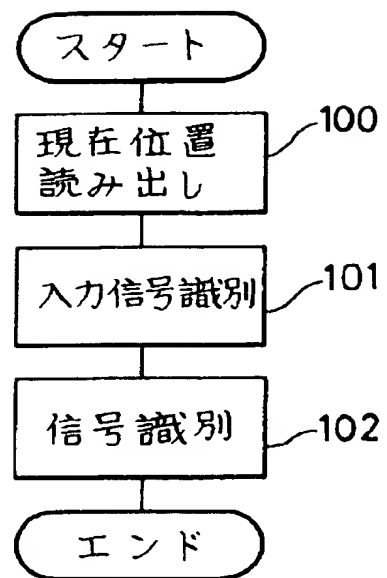 スタート
現在位置
読み出し
100
入力信号識別
101
信号識別
102
エンド